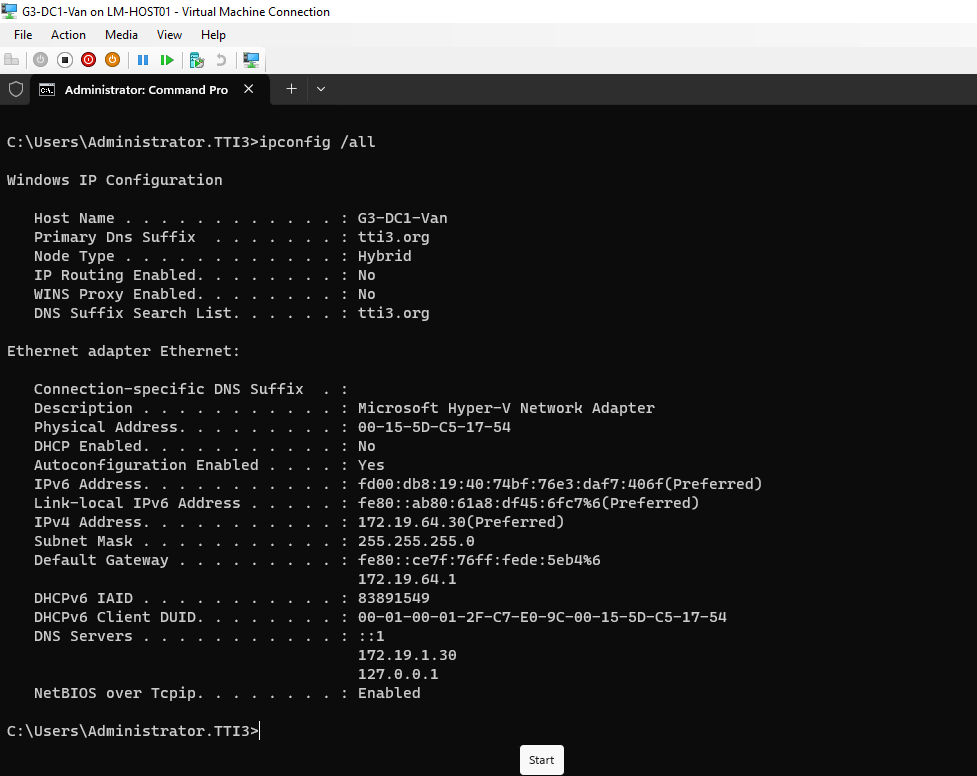 G3-DC1-Van on LM-HOST01 - Virtual Machine Connection
File Action Media View Help
Administrator: Command Pro
C:\Users\Administrator.TTI3>ipconfig /all
Windows IP Configuration
Host Name . . . . . . . . . . . . : G3-DC1-Van
Primary Dns Suffix  . . . . . . . : tti3.org
Node Type . . . . . . . . . . . . : Hybrid
IP Routing Enabled. . . . . . . . : No
WINS Proxy Enabled. . . . . . . . : No
DNS Suffix Search List. . . . . . : tti3.org
Ethernet adapter Ethernet:
Connection-specific DNS Suffix  . :
Description . . . . . . . . . . . : Microsoft Hyper-V Network Adapter
Physical Address. . . . . . . . . : 00-15-5D-C5-17-54
DHCP Enabled. . . . . . . . . . . : No
Autoconfiguration Enabled . . . . : Yes
IPv6 Address. . . . . . . . . . . : fd00:db8:19:40:74bf:76e3:daf7:406f(Preferred)
Link-local IPv6 Address . . . . . : fe80::ab80:61a8:df45:6fc7%6(Preferred)
IPv4 Address. . . . . . . . . . . : 172.19.64.30(Preferred)
Subnet Mask . . . . . . . . . . . : 255.255.255.0
Default Gateway . . . . . . . . . : fe80::ce7f:76ff:fede:5eb4%6
172.19.64.1
DHCPv6 IAID . . . . . . . . . . . : 83891549
DHCPv6 Client DUID. . . . . . . . : 00-01-00-01-2F-C7-E0-9C-00-15-5D-C5-17-54
DNS Servers . . . . . . . . . . . : ::1
172.19.1.30
127.0.0.1
NetBIOS over Tcpip. . . . . . . . : Enabled
C:\Users\Administrator.TTI3>
Start